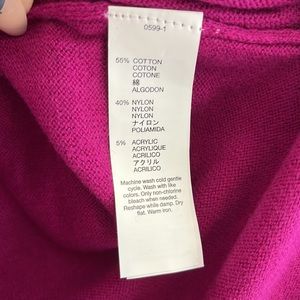 0599-1
55% COTTON
COTON
COTONE
綿
ALGODON
40% NYLON
NYLON
NYLON
ナイロン
POLIAMIDA
5% ACRYLIC
ACRYLIQUE
ACRILICO
アクリル
ACRILICO
Machine wash cold gentle
cycle. Wash with like
colors. Only non-chlorine
bleach when needed.
Reshape while damp. Dry
flat. Warm iron.